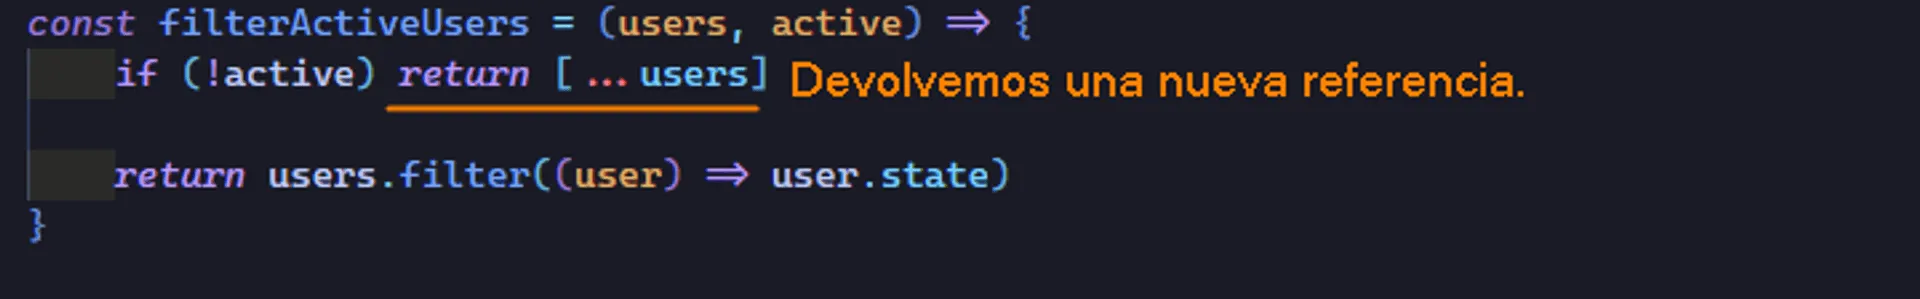 const filterActiveUsers = (users, active) => {
if (!active) return [...users] Devolvemos una nueva referencia.
return users.filter((user) => user.state)
}